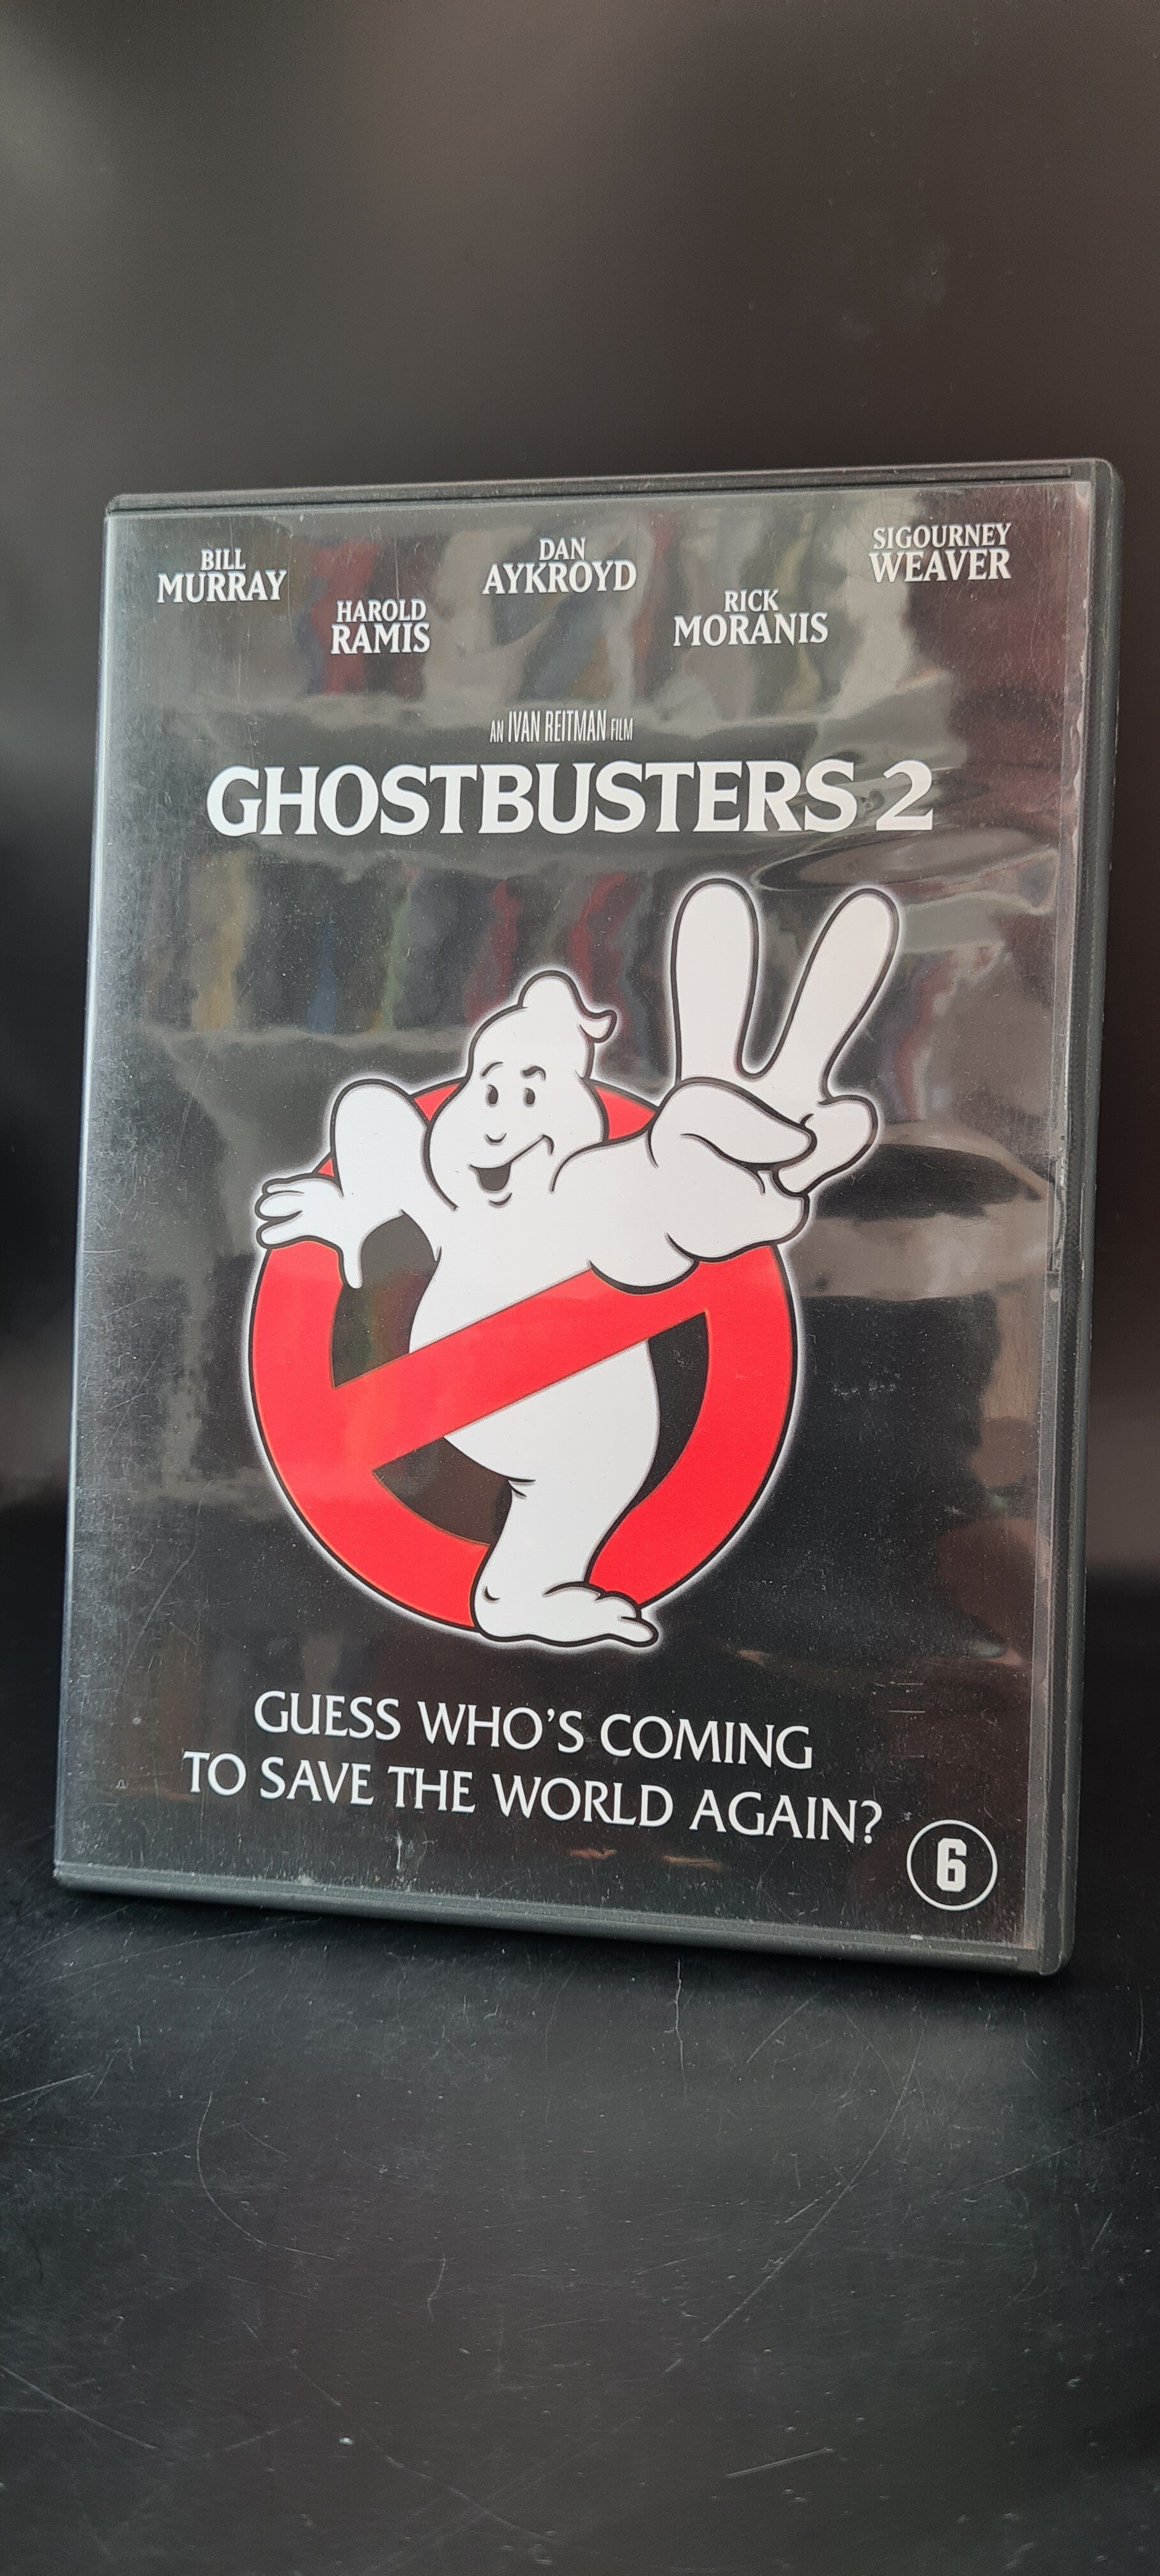 BILL
MURRAY
HAROLD
RAMIS
DAN
AYKROYD
RICK
MORANIS
SIGOURNEY
WEAVER
AN IVAN REITMAN FILM
GHOSTBUSTERS 2
GUESS WHO'S COMING
TO SAVE THE WORLD AGAIN?
6